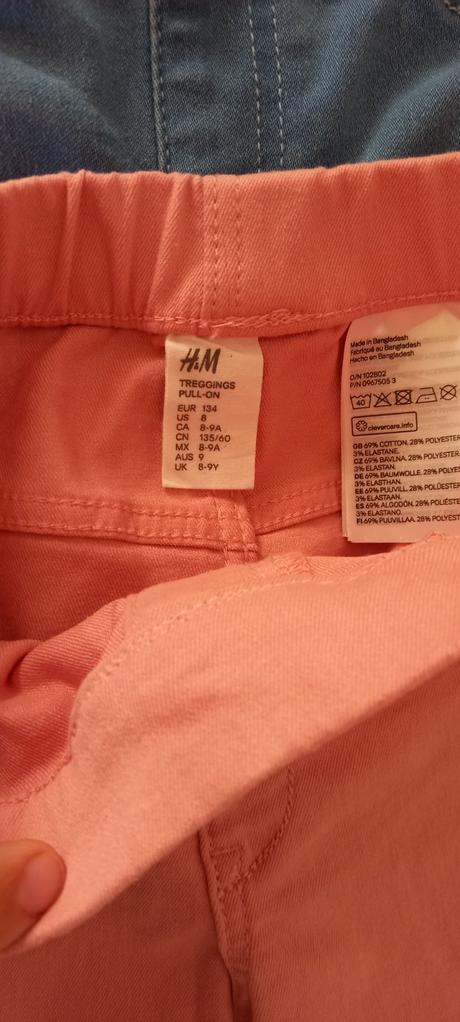 H&M
TREGGINGS
PULL-ON
EUR 134
US 8
CA 8-9A
CN 135/60
MX 8-9A
AUS 9
UK 8-9Y
Made in Bangladesh
Fabriqué au Bangladesh
Hecho en Bangladesh
O/N 102802
P/N 0967505 3
40
clevercare.info
GB 69% COTTON. 28% POLYESTER.
3% ELASTANE.
CZ 69% BAVLNA. 28% POLYESTER.
3% ELASTAN.
DE 69% BAUMWOLLE. 28% POLYES
3% ELASTHAN.
EE 69% PUUVILL. 28% POLÜESTER.
3% ELASTAAN.
ES 69% ALGODÓN. 28% POLIÉSTER
3% ELASTANO.
FI 69% PUUVILLAA. 28% POLYEST